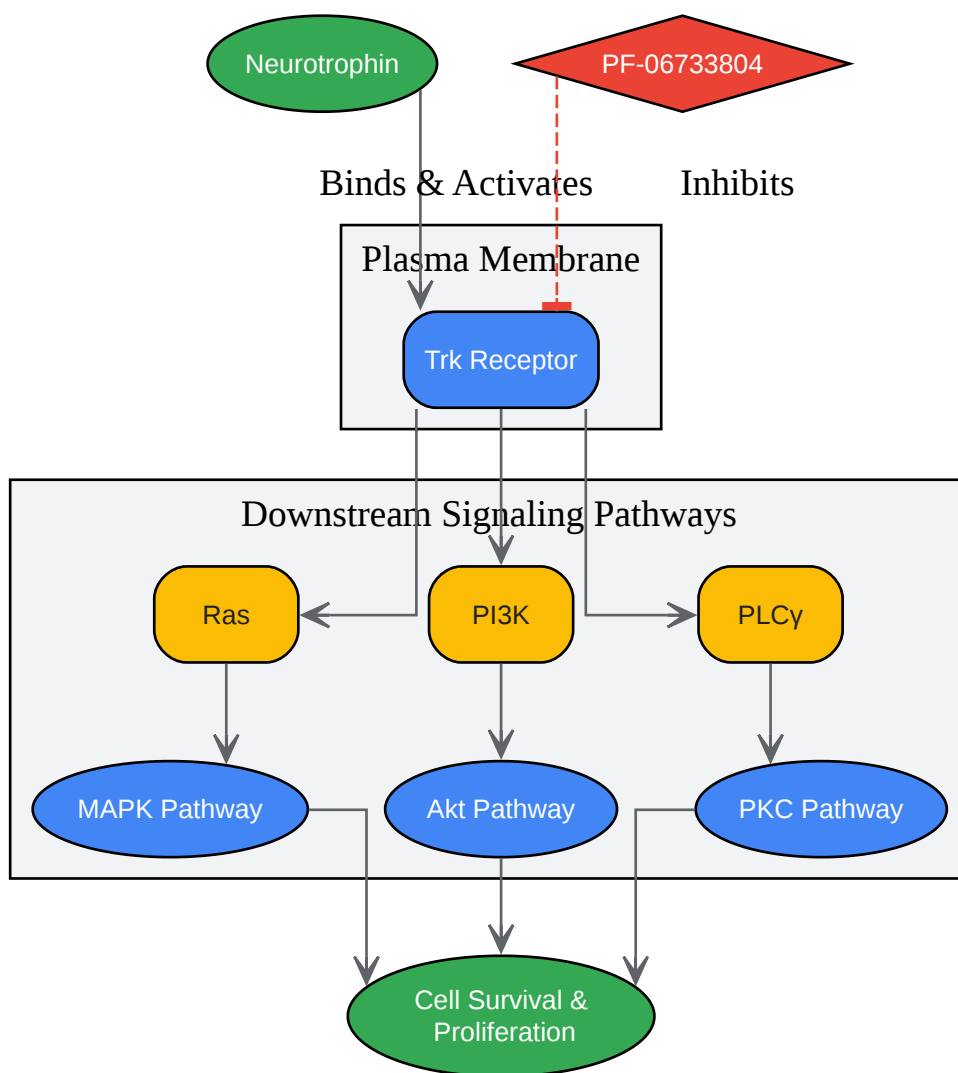 Neurotrophin
PF-06733804
Binds & Activates
Inhibits
Plasma Membrane
Trk Receptor
Downstream Signaling Pathways
Ras
PI3K
PLCγ
MAPK Pathway
Akt Pathway
PKC Pathway
Cell Survival &
Proliferation